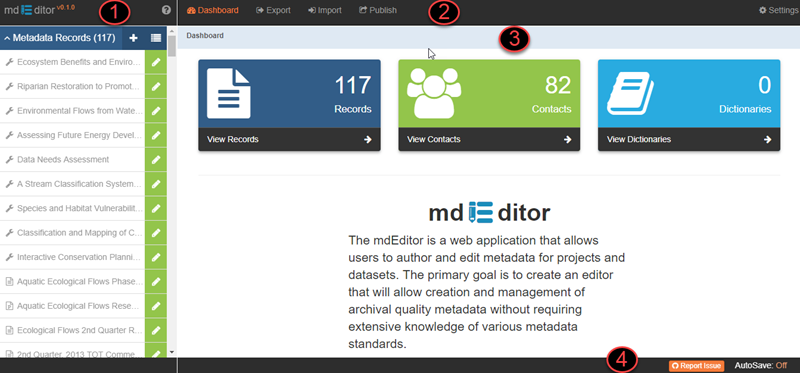 mdEditor v0.1.0
1
Dashboard Export Import 2 Publish Settings
Metadata Records (117)
Ecosystem Benefits and Enviro...
Riparian Restoration to Promot...
Environmental Flows from Wate...
Assessing Future Energy Devel...
Data Needs Assessment
A Stream Classification System...
Species and Habitat Vulnerabilit...
Classification and Mapping of C...
Interactive Conservation Planni...
Aquatic Ecological Flows Phase...
Aquatic Ecological Flows Rese...
Ecological Flows 2nd Quarter R...
2nd Quarter, 2013 TOT Comme...
Dashboard
3
117
Records
View Records
82
Contacts
View Contacts
0
Dictionaries
View Dictionaries
mdEditor
The mdEditor is a web application that allows
users to author and edit metadata for projects and
datasets. The primary goal is to create an editor
that will allow creation and management of
archival quality metadata without requiring
extensive knowledge of various metadata
standards.
4
Report Issue AutoSave: Off